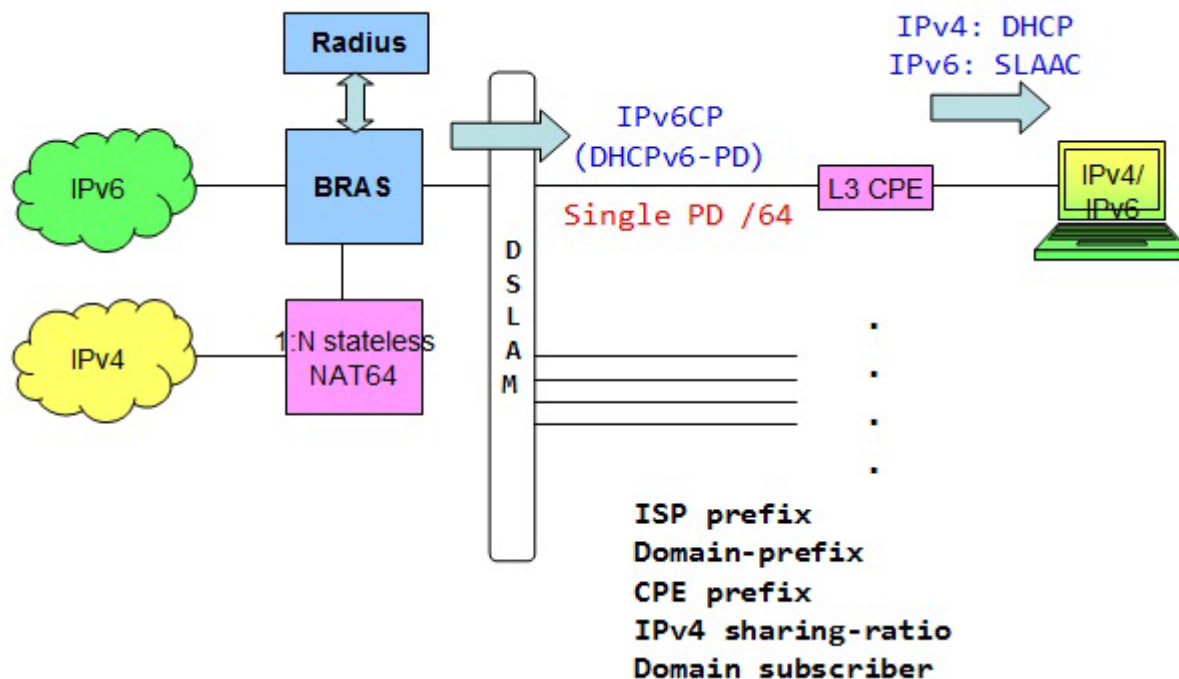 Radius
IPv4: DHCP
IPv6: SLAAC
IPv6CP
(DHCPv6-PD)
IPv6
BRAS
L3 CPE
IPv4/
IPv6
Single PD /64
D
S
L
A
M
IPv4
1:N stateless
NAT64
ISP prefix
Domain-prefix
CPE prefix
IPv4 sharing-ratio
Domain subscriber